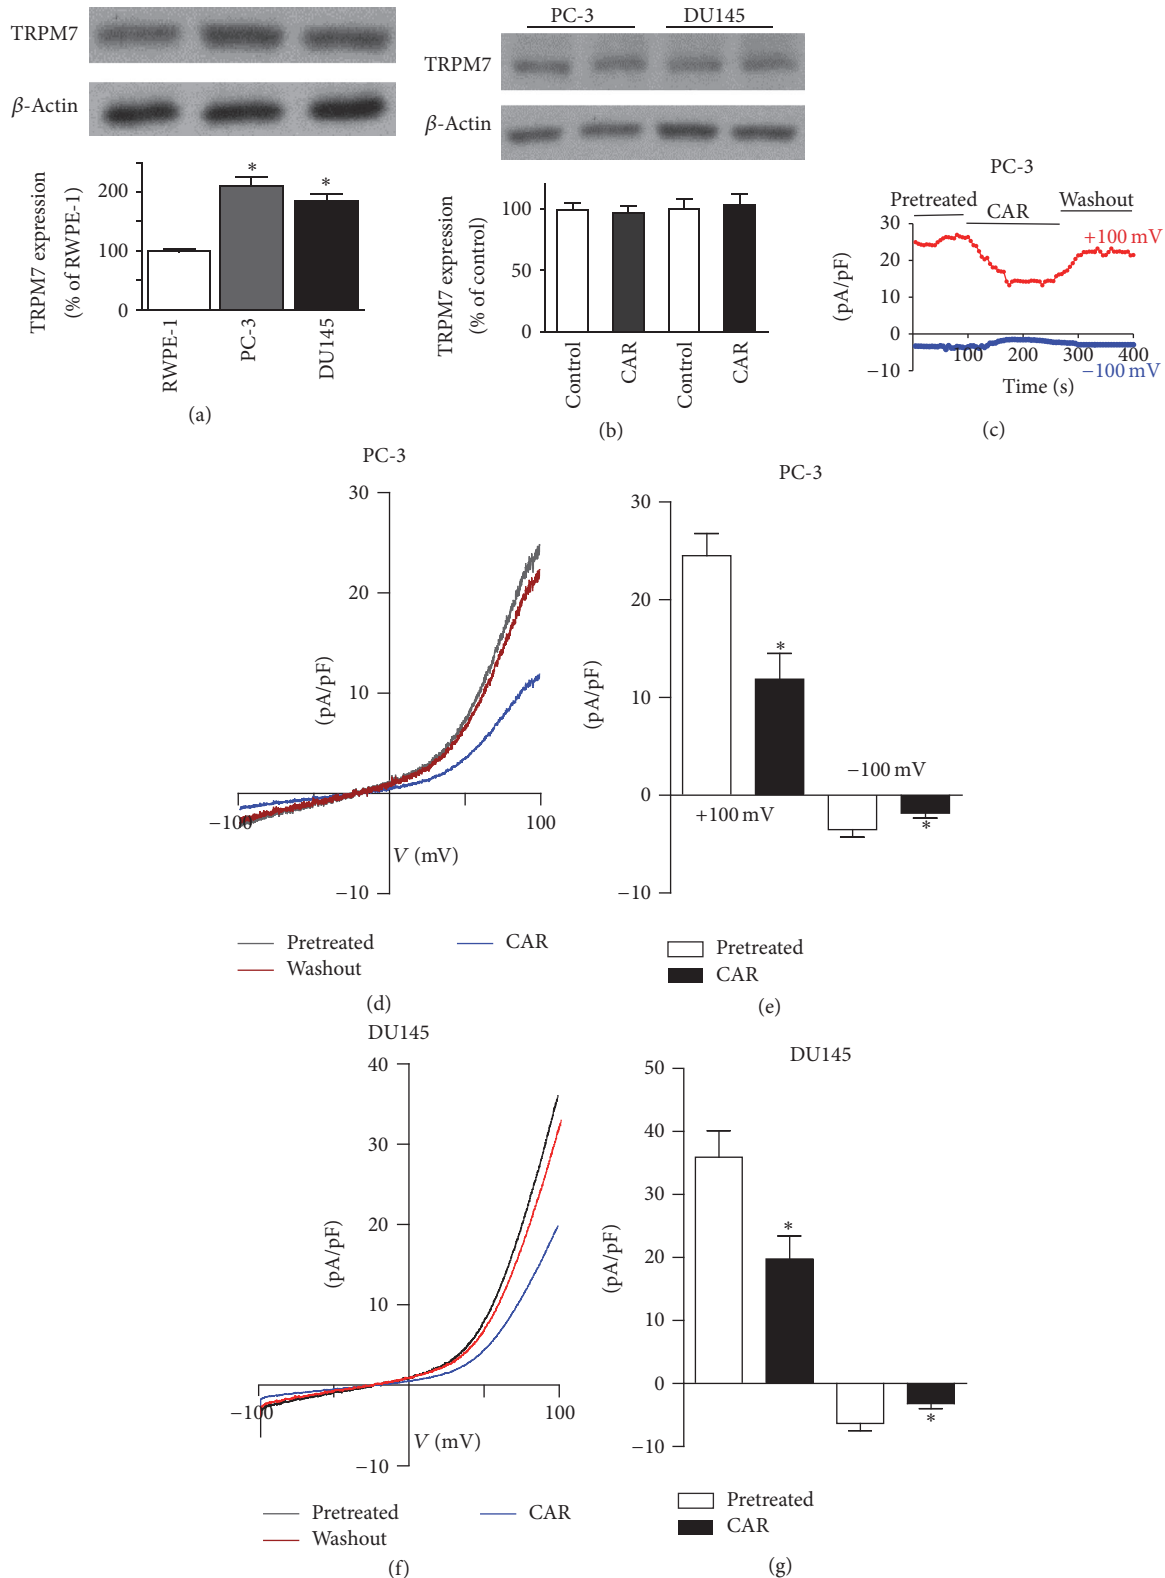 TRPM7
β-Actin
TRPM7 expression
(% of RWPE-1)
200
100
0
RWPE-1
PC-3
DU145
(a)
PC-3
DU145
TRPM7
β-Actin
TRPM7 expression
(% of control)
100
50
0
Control
CAR
Control
CAR
(b)
PC-3
Pretreated
CAR
Washout
+100 mV
30
20
10
0
−10
(pA/pF)
100
200
300
400
−100 mV
Time (s)
(c)
PC-3
30
20
10
−10
(pA/pF)
−100
100
V (mV)
Pretreated
Washout
CAR
(d)
PC-3
30
20
10
0
−10
(pA/pF)
*
+100 mV
−100 mV
*
Pretreated
CAR
(e)
DU145
40
30
20
10
−10
(pA/pF)
−100
100
V (mV)
Pretreated
Washout
CAR
(f)
DU145
50
40
30
20
10
0
−10
(pA/pF)
*
*
Pretreated
CAR
(g)